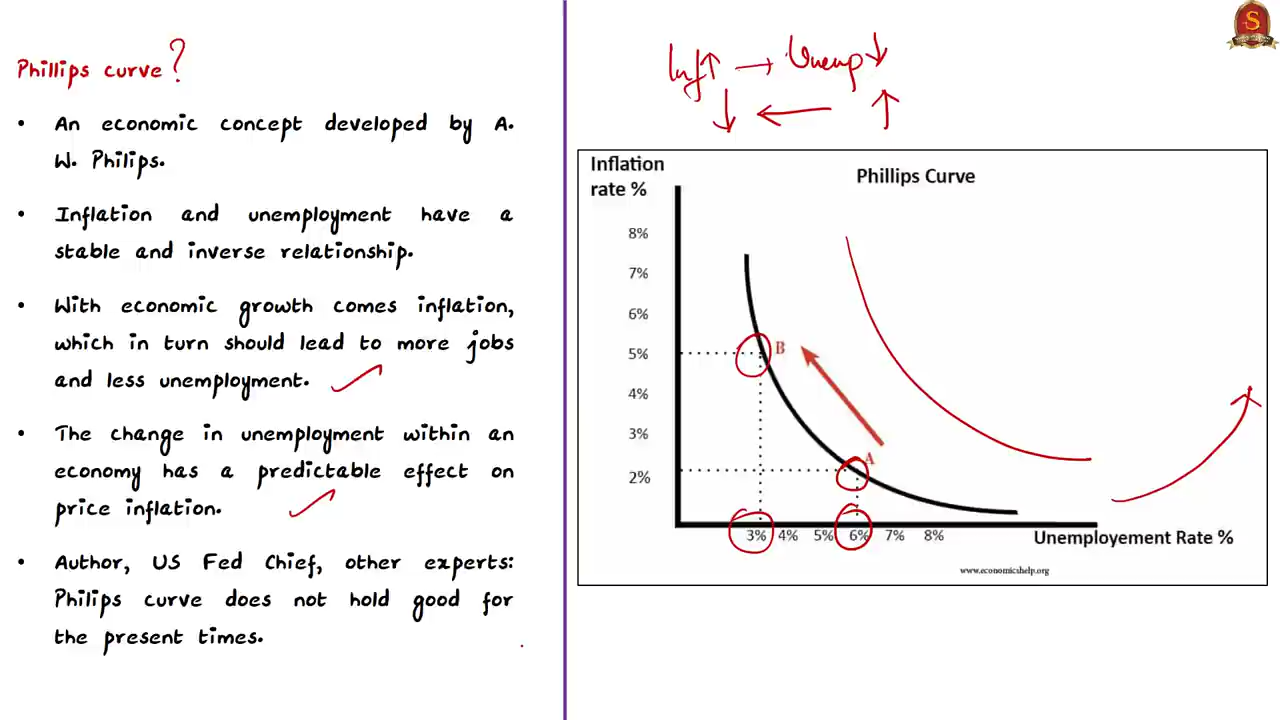 Phillips curve?
• An economic concept developed by A.
W. Philips.
• Inflation and unemployment have a
stable and inverse relationship.
• With economic growth comes inflation,
which in turn should lead to more jobs
and less unemployment.
• The change in unemployment within an
economy has a predictable effect on
price inflation.
• Author, US Fed Chief, other experts:
Philips curve does not hold good for
the present times.
Inf↑ → Unemp↓
↓ ← ↑
Inflation
rate %
Phillips Curve
8%
7%
6%
5%
4%
3%
2%
B
A
3% 4% 5% 6% 7% 8%
Unemployement Rate %
www.economicshelp.org
S